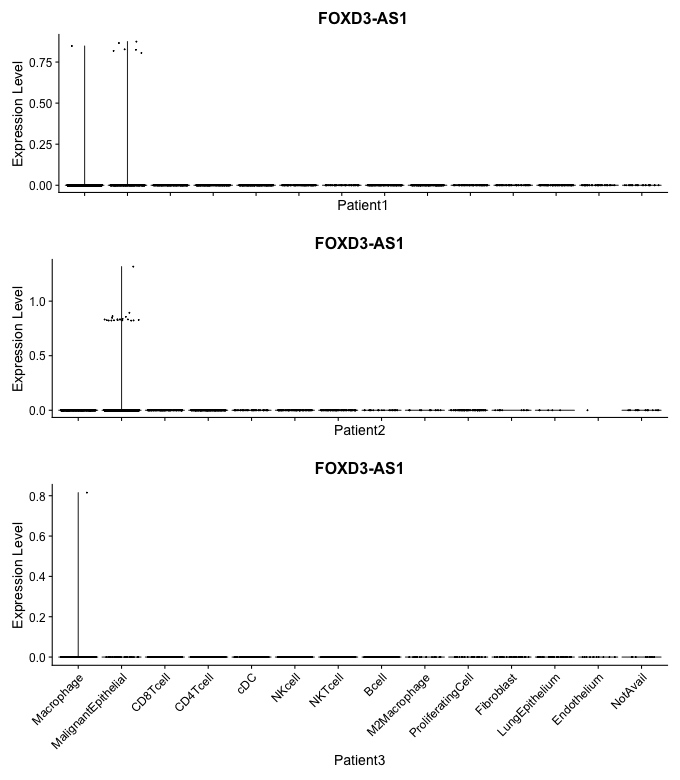 FOXD3-AS1
Expression Level
0.75
0.50
0.25
0.00
Patient1
FOXD3-AS1
Expression Level
1.0
0.5
0.0
Patient2
FOXD3-AS1
Expression Level
0.8
0.6
0.4
0.2
0.0
Macrophage
MalignantEpithelial
CD8Tcell
CD4Tcell
cDC
NKcell
NKTcell
Bcell
M2Macrophage
ProliferatingCell
Fibroblast
LungEpithelium
Endothelium
NotAvail
Patient3